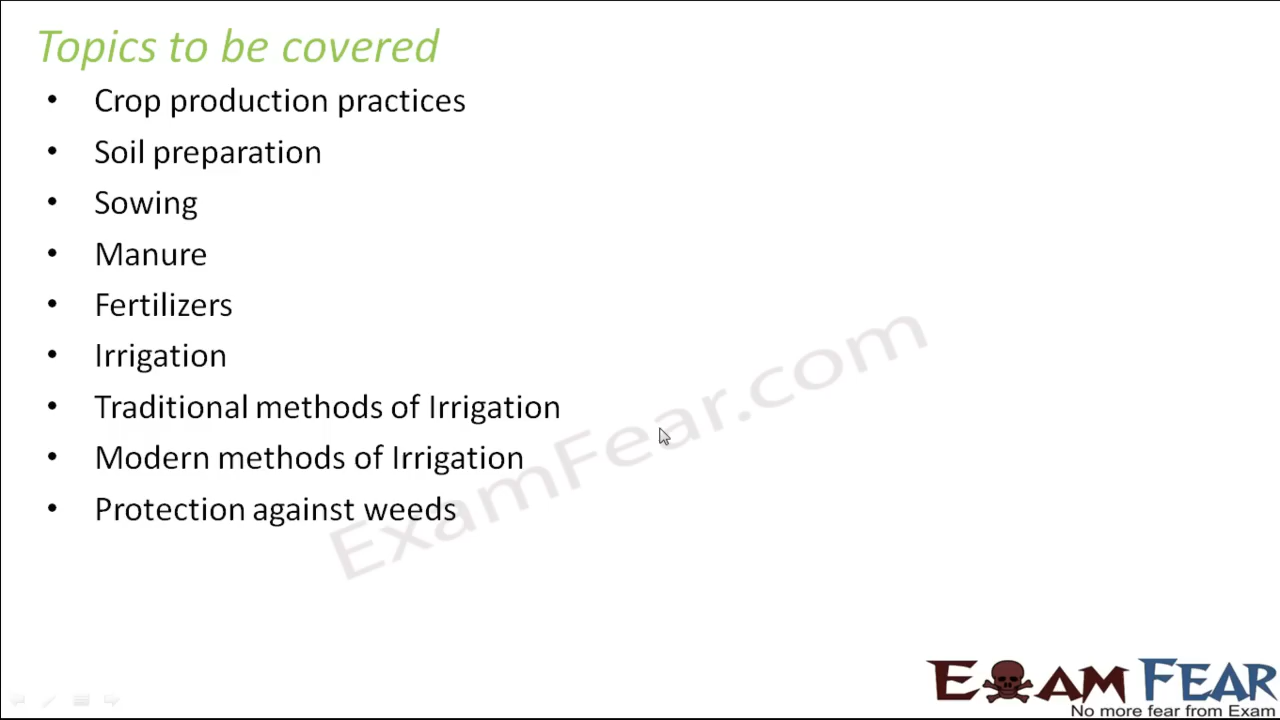 Topics to be covered
• Crop production practices
• Soil preparation
• Sowing
• Manure
• Fertilizers
• Irrigation
• Traditional methods of Irrigation
• Modern methods of Irrigation
• Protection against weeds
ExamFear.com
EXAM FEAR
No more fear from Exam